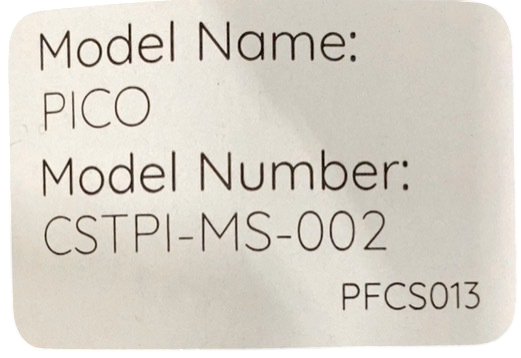 Model Name:
PICO
Model Number:
CSTPI-MS-002
PFCS013